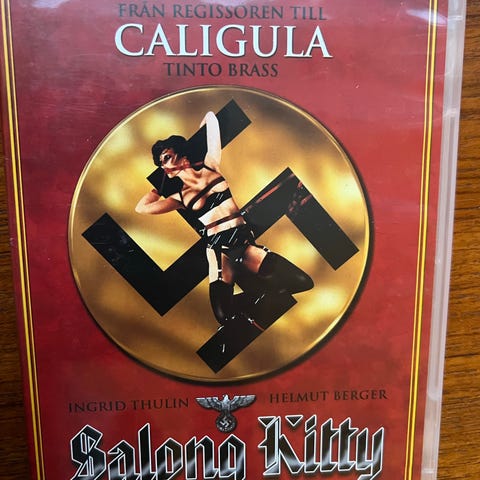 FRÅN REGISSÖREN TILL
CALIGULA
TINTO BRASS
INGRID THULIN HELMUT BERGER
Salong Kitty